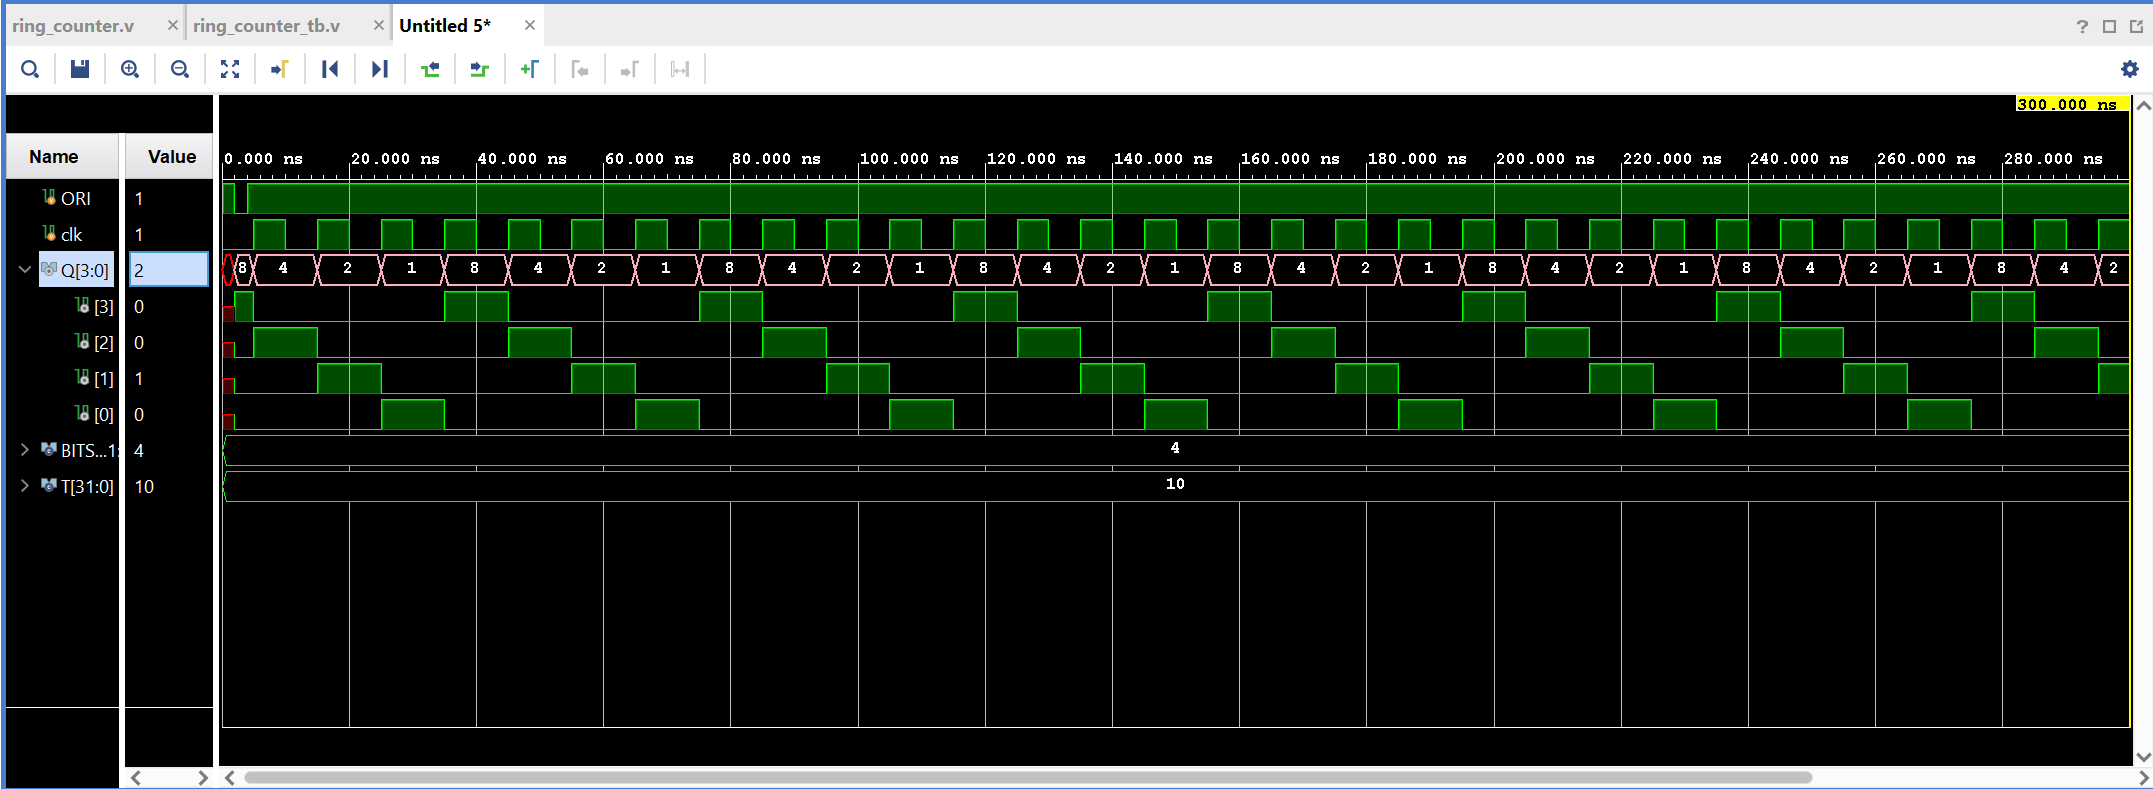 ring_counter.v × ring_counter_tb.v × Untitled 5* × ?
300.000 ns
Name Value 0.000 ns 20.000 ns 40.000 ns 60.000 ns 80.000 ns 100.000 ns 120.000 ns 140.000 ns 160.000 ns 180.000 ns 200.000 ns 220.000 ns 240.000 ns 260.000 ns 280.000 ns
ORI 1
clk 1
Q[3:0] 2 8 4 2 1 8 4 2 1 8 4 2 1 8 4 2 1 8 4 2 1 8 4 2 1 8 4 2 1 8 4 2
[3] 0
[2] 0
[1] 1
[0] 0
BITS...1: 4 4
T[31:0] 10 10